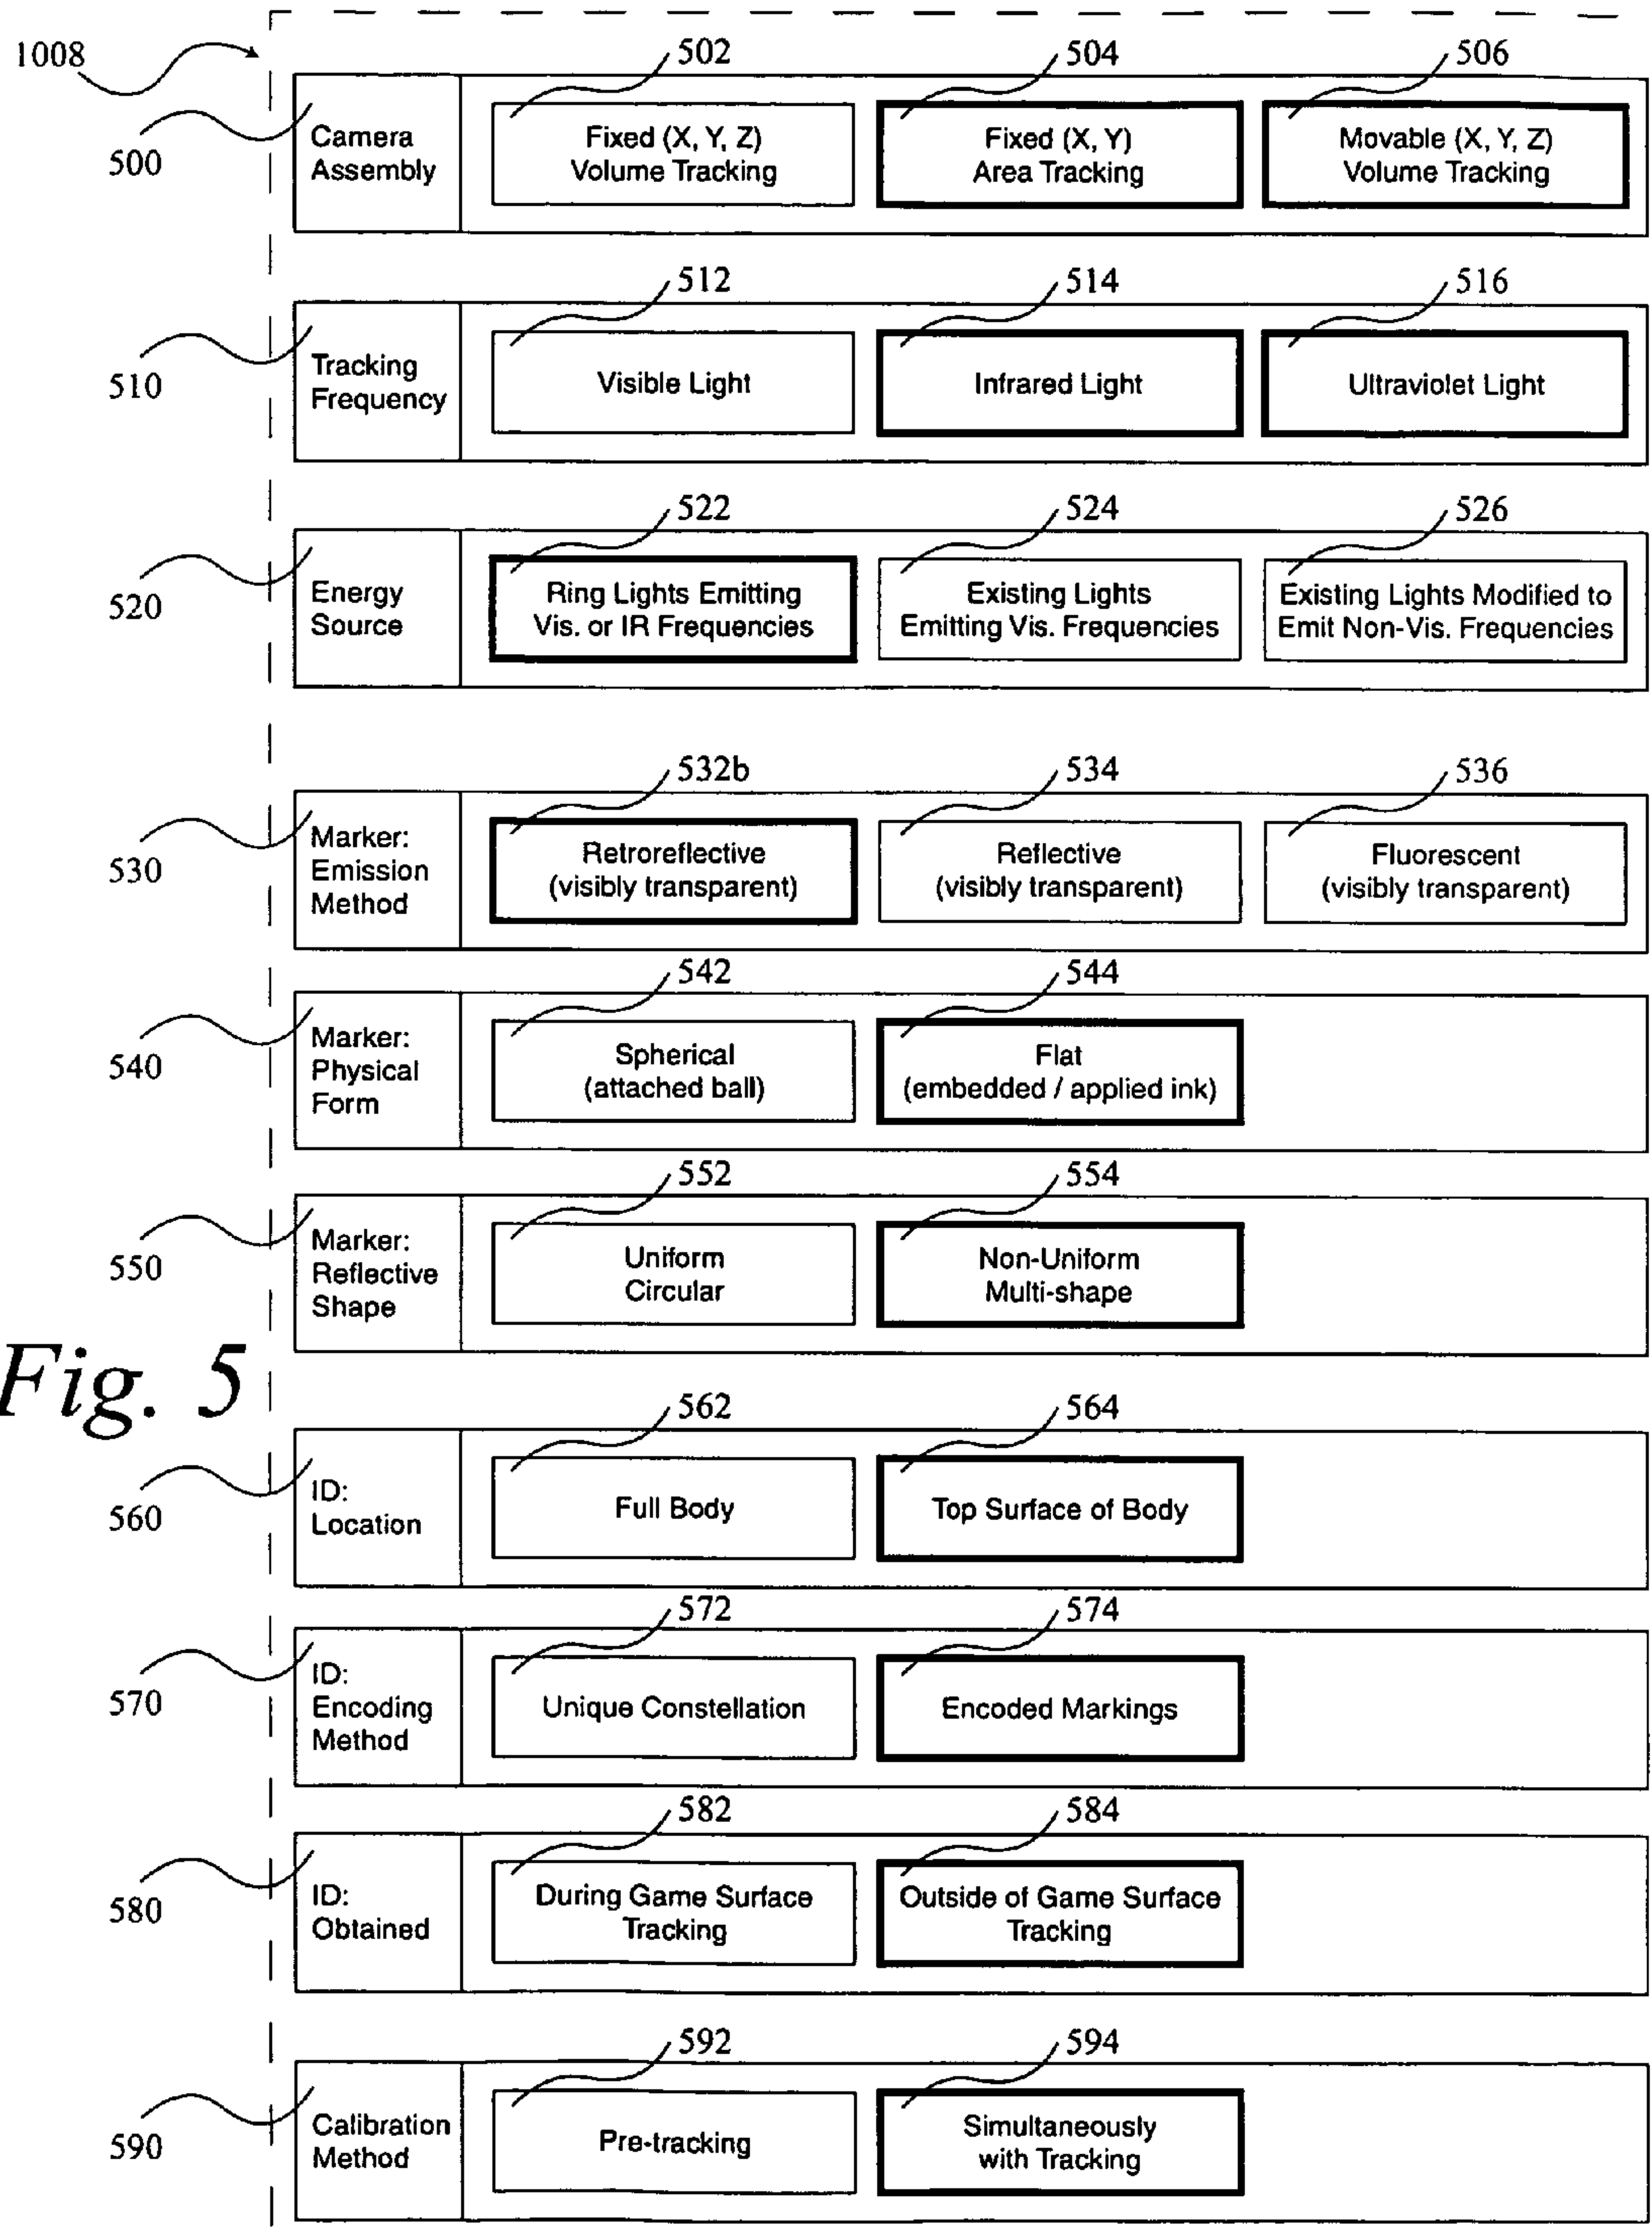 1008
502
504
506
500
Camera
Assembly
Fixed (X, Y, Z)
Volume Tracking
Fixed (X, Y)
Area Tracking
Movable (X, Y, Z)
Volume Tracking
512
514
516
510
Tracking
Frequency
Visible Light
Infrared Light
Ultraviolet Light
522
524
526
520
Energy
Source
Ring Lights Emitting
Vis. or IR Frequencies
Existing Lights
Emitting Vis. Frequencies
Existing Lights Modified to
Emit Non-Vis. Frequencies
532b
534
536
530
Marker:
Emission
Method
Retroreflective
(visibly transparent)
Reflective
(visibly transparent)
Fluorescent
(visibly transparent)
542
544
540
Marker:
Physical
Form
Spherical
(attached ball)
Flat
(embedded / applied ink)
552
554
550
Marker:
Reflective
Shape
Uniform
Circular
Non-Uniform
Multi-shape
Fig. 5
562
564
560
ID:
Location
Full Body
Top Surface of Body
572
574
570
ID:
Encoding
Method
Unique Constellation
Encoded Markings
582
584
580
ID:
Obtained
During Game Surface
Tracking
Outside of Game Surface
Tracking
592
594
590
Calibration
Method
Pre-tracking
Simultaneously
with Tracking